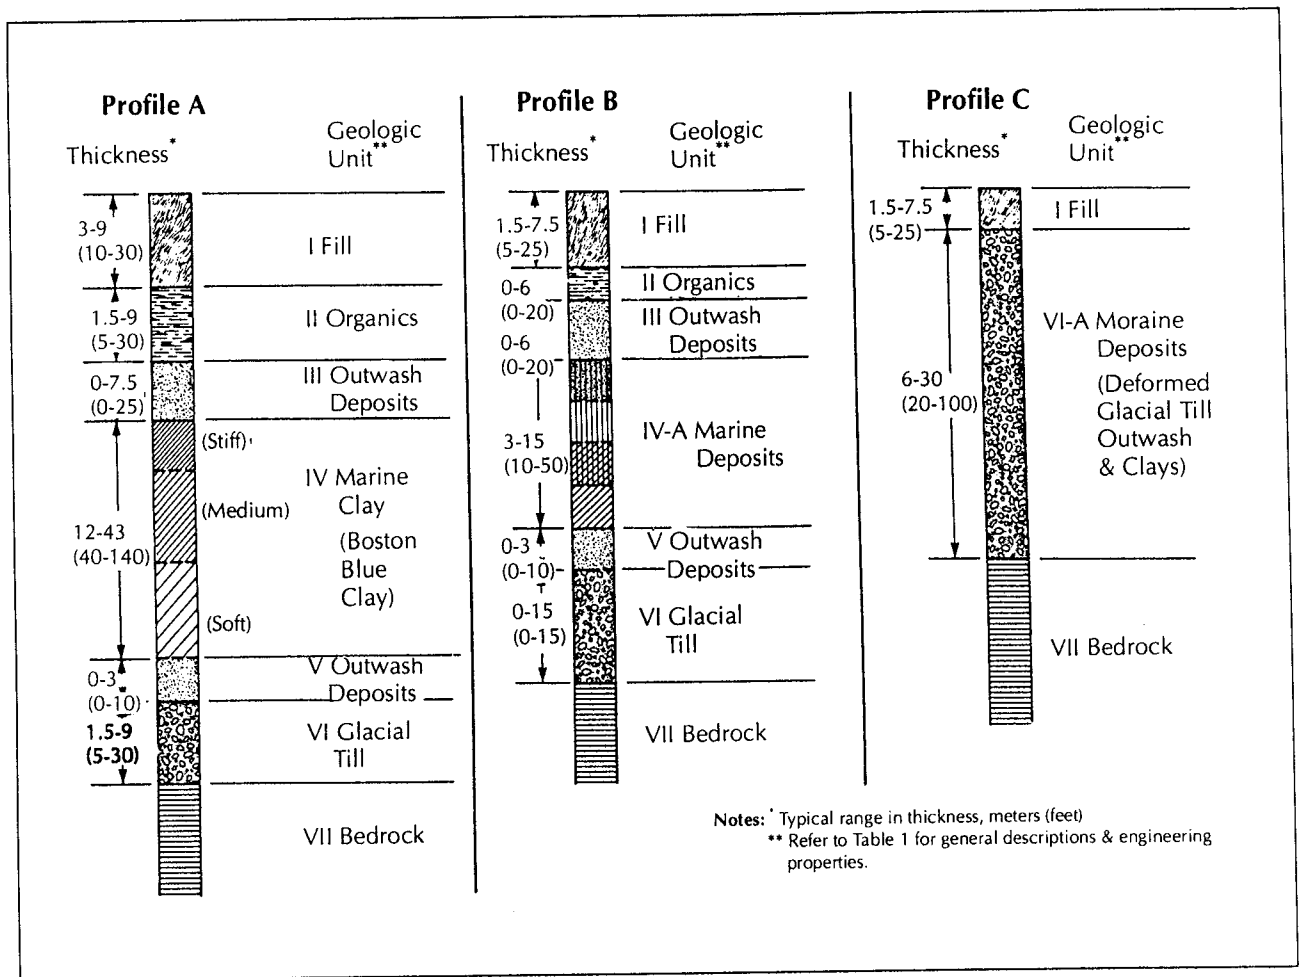 Profile A
Thickness*
Geologic
Unit**
3-9
(10-30)
I Fill
1.5-9
(5-30)
II Organics
0-7.5
(0-25)
III Outwash
Deposits
12-43
(40-140)
(Stiff)
(Medium)
(Soft)
IV Marine
Clay
(Boston
Blue
Clay)
0-3
(0-10)
V Outwash
Deposits
1.5-9
(5-30)
VI Glacial
Till
VII Bedrock
Profile B
Thickness*
Geologic
Unit**
1.5-7.5
(5-25)
I Fill
0-6
(0-20)
II Organics
0-6
(0-20)
III Outwash
Deposits
3-15
(10-50)
IV-A Marine
Deposits
0-3
(0-10)
V Outwash
Deposits
0-15
(0-15)
VI Glacial
Till
VII Bedrock
Profile C
Thickness*
Geologic
Unit**
1.5-7.5
(5-25)
I Fill
6-30
(20-100)
VI-A Moraine
Deposits
(Deformed
Glacial Till
Outwash
& Clays)
VII Bedrock
Notes: * Typical range in thickness, meters (feet)
** Refer to Table 1 for general descriptions & engineering
properties.